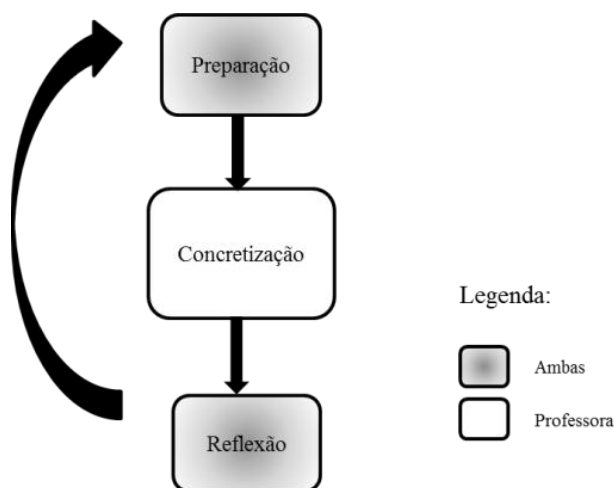 Preparação
Concretização
Legenda:
Ambas
Professora
Reflexão